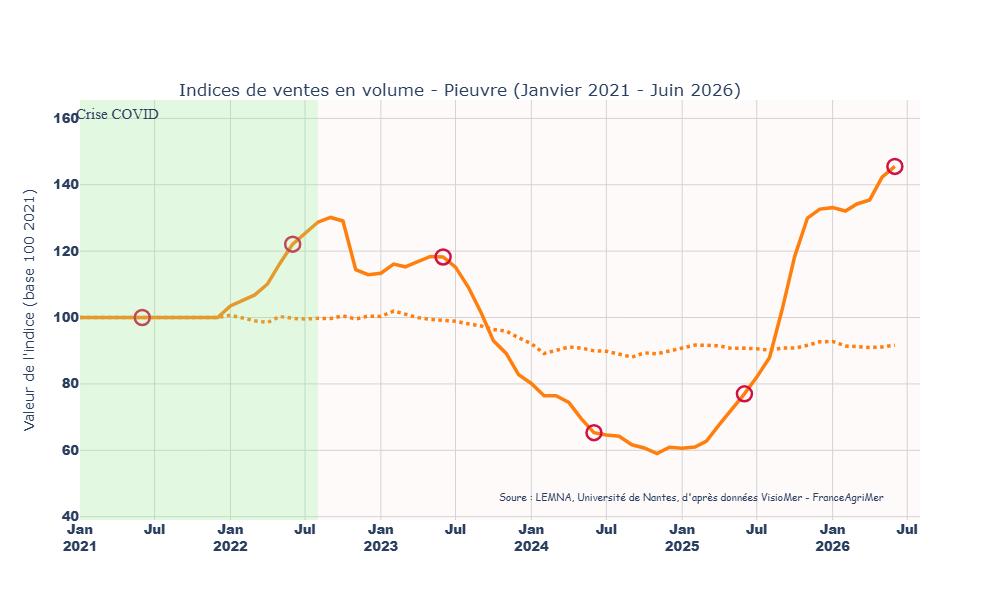 Indices de ventes en volume - Pieuvre (Janvier 2021 - Juin 2026)
Crise COVID
Valeur de l'indice (base 100 2021)
160
140
120
100
80
60
40
Soure : LEMNA, Université de Nantes, d'après données VisioMer - FranceAgriMer
Jan Jul Jan Jul Jan Jul Jan Jul Jan Jul Jan Jul
2021 2022 2023 2024 2025 2026